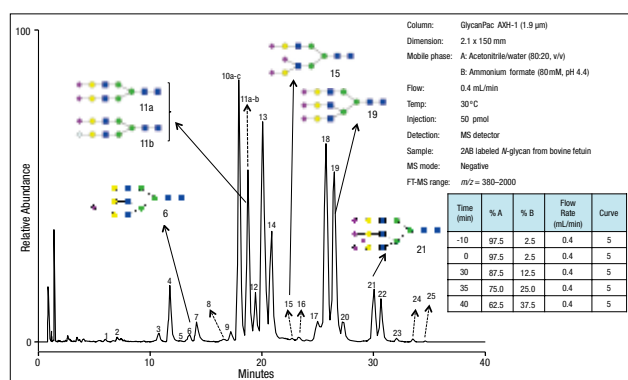 100
Relative Abundance
0
0
10
20
30
40
Minutes
11a
11b
10a-c
11a-b
13
15
19
18
19
6
14
12
21
4
8
15
16
21
22
24
25
1
2
3
5
6
7
9
17
20
23
Column: GlycanPac AXH-1 (1.9 µm)
Dimension: 2.1 x 150 mm
Mobile phase: A: Acetonitrile/water (80:20, v/v)
B: Ammonium formate (80mM, pH 4.4)
Flow: 0.4 mL/min
Temp: 30°C
Injection: 50 pmol
Detection: MS detector
Sample: 2AB labeled N-glycan from bovine fetuin
MS mode: Negative
FT-MS range: m/z = 380–2000
Time (min) % A % B Flow Rate (mL/min) Curve
-10 97.5 2.5 0.4 5
0 97.5 2.5 0.4 5
30 87.5 12.5 0.4 5
35 75.0 25.0 0.4 5
40 62.5 37.5 0.4 5